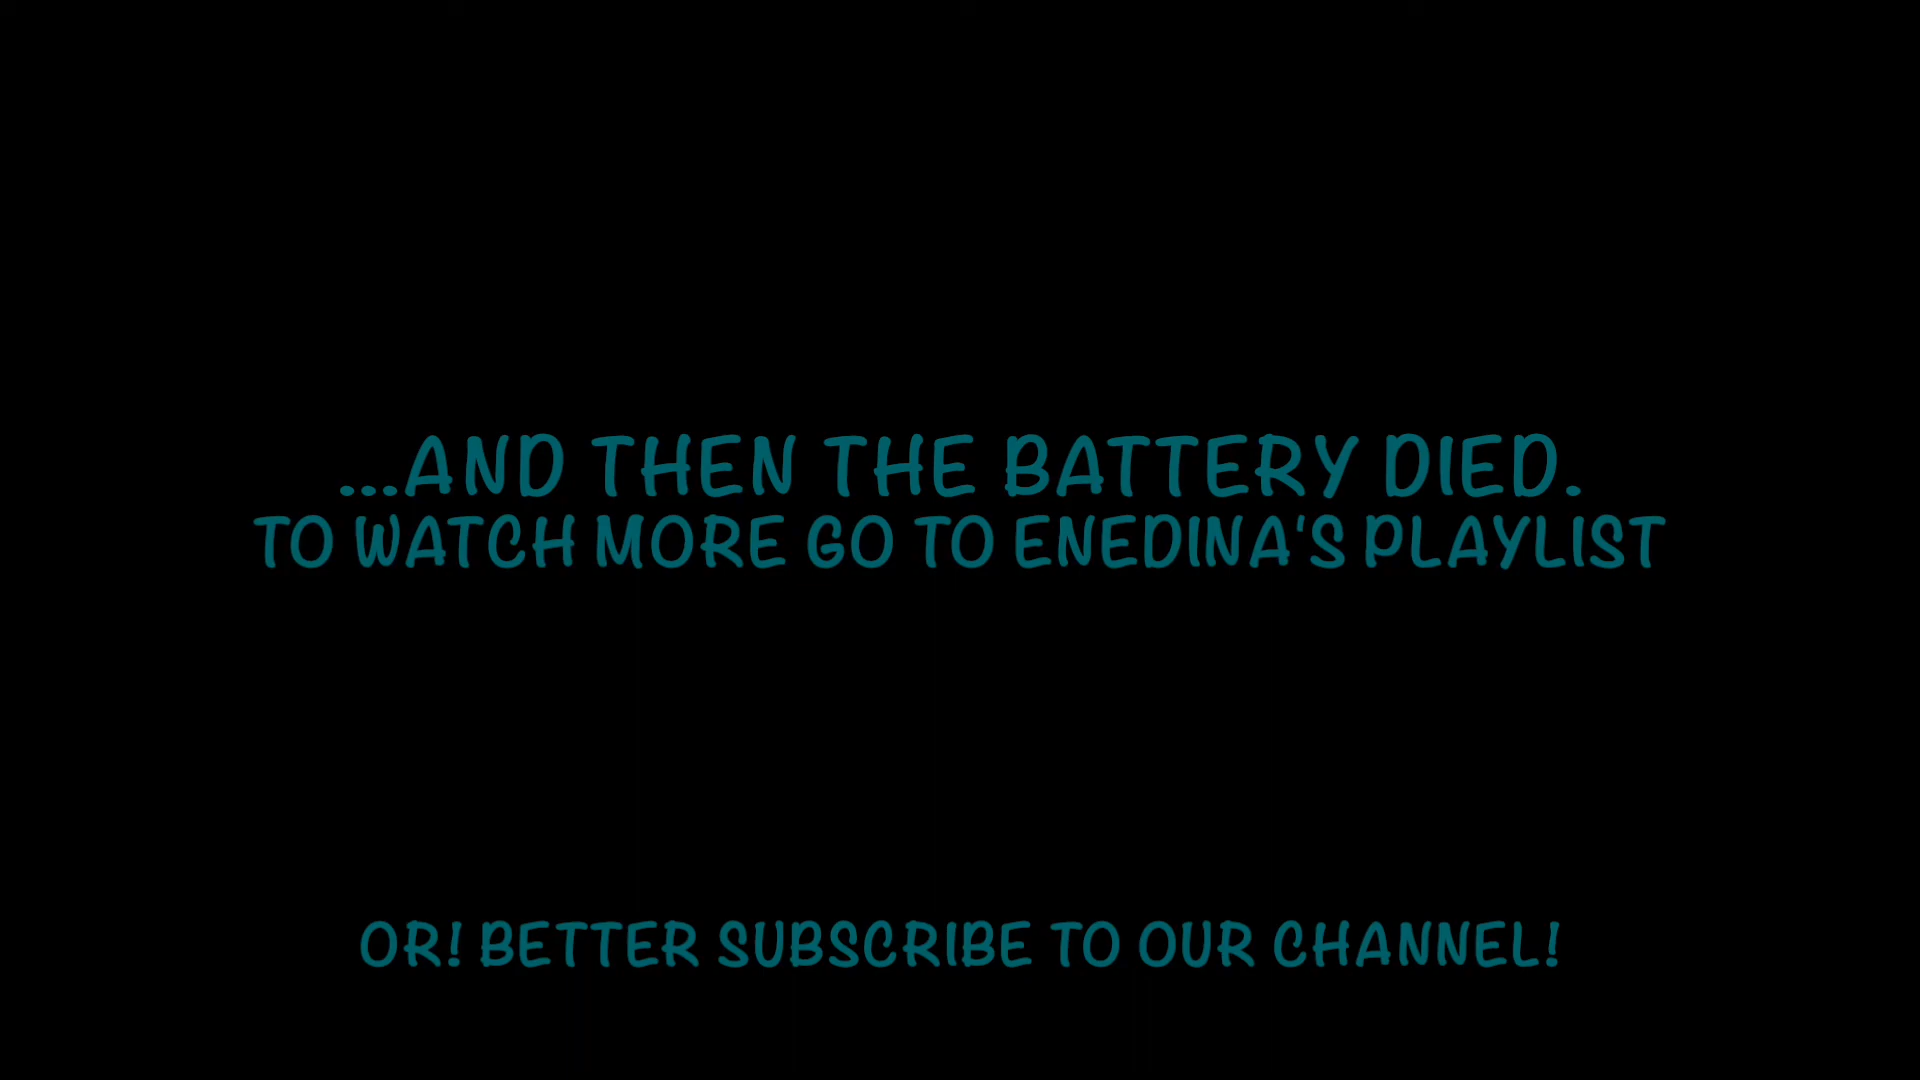 ...AND THEN THE BATTERY DIED.
TO WATCH MORE GO TO ENEDINA'S PLAYLIST
OR! BETTER SUBSCRIBE TO OUR CHANNEL!